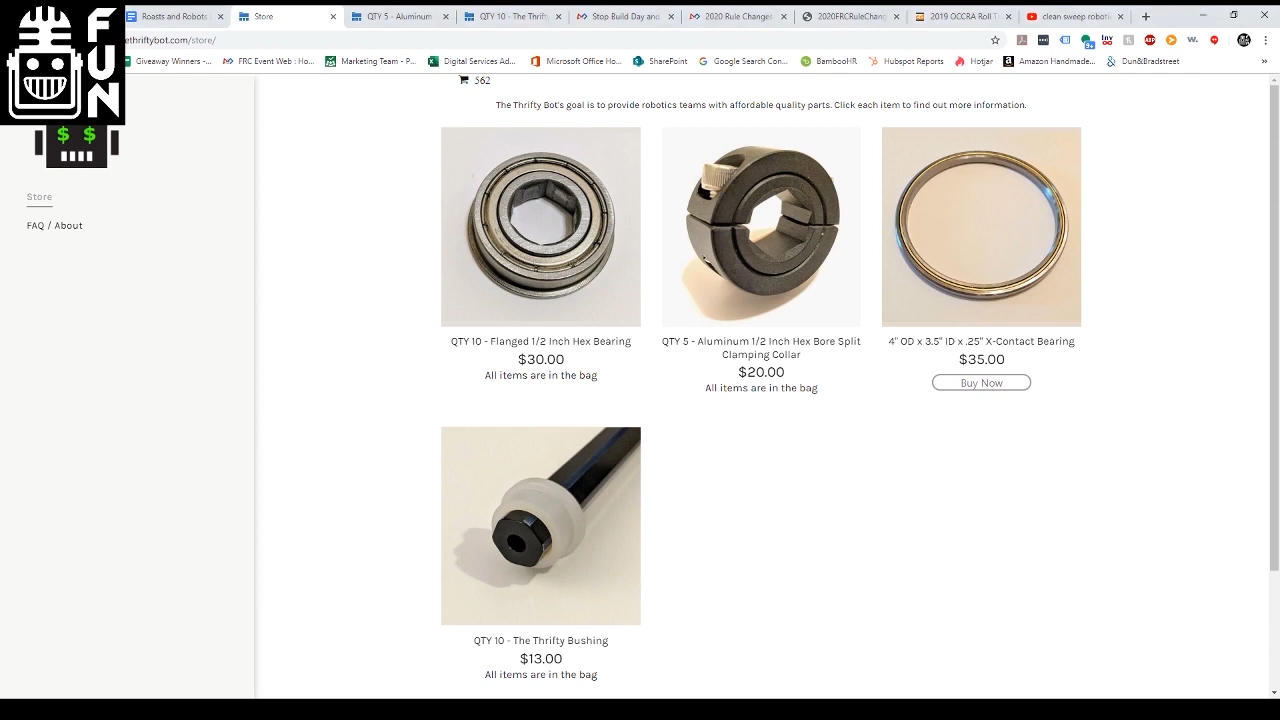 FUN
Roasts and Robots
Store
QTY 5 - Aluminum
QTY 10 - The Thrift
Stop Build Day and
2020 Rule Changes
2020FRCRuleChang
2019 OCCRA Roll T
clean sweep roboti
ethriftybot.com/store/
Giveaway Winners -...
FRC Event Web : Ho...
Marketing Team - P...
Digital Services Ad...
Microsoft Office Ho...
SharePoint
Google Search Con...
BambooHR
Hubspot Reports
Hotjar
Amazon Handmade...
Dun&Bradstreet
562
The Thrifty Bot's goal is to provide robotics teams with affordable quality parts. Click each item to find out more information.
Store
FAQ / About
QTY 10 - Flanged 1/2 Inch Hex Bearing
$30.00
All items are in the bag
QTY 5 - Aluminum 1/2 Inch Hex Bore Split
Clamping Collar
$20.00
All items are in the bag
4" OD x 3.5" ID x .25" X-Contact Bearing
$35.00
Buy Now
QTY 10 - The Thrifty Bushing
$13.00
All items are in the bag